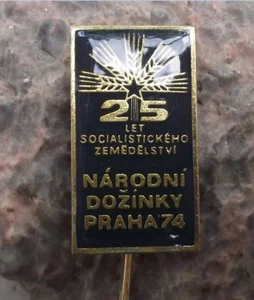 25
LET
SOCIALISTICKÉHO
ZEMĚDĚLSTVÍ
NÁRODNÍ
DOŽÍNKY
PRAHA'74